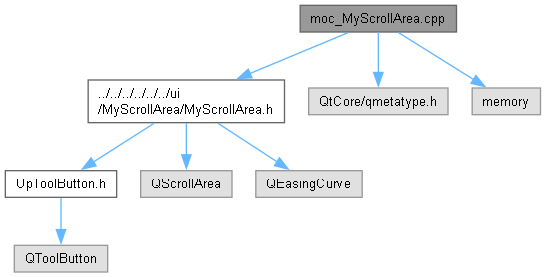 moc_MyScrollArea.cpp
../../../../../../ui
/MyScrollArea/MyScrollArea.h
QtCore/qmetatype.h
memory
UpToolButton.h
QScrollArea
QEasingCurve
QToolButton